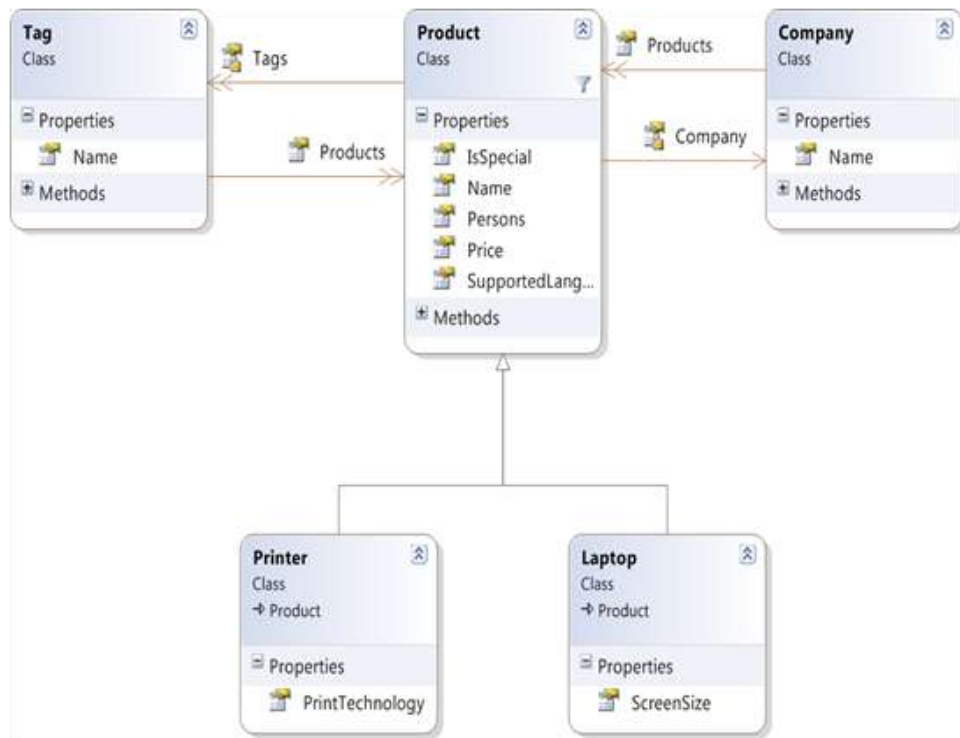 Tag
Class
Properties
Name
Methods
Tags
Products
Product
Class
Properties
IsSpecial
Name
Persons
Price
SupportedLang...
Methods
Products
Company
Company
Class
Properties
Name
Methods
Printer
Class
Product
Properties
PrintTechnology
Laptop
Class
Product
Properties
ScreenSize